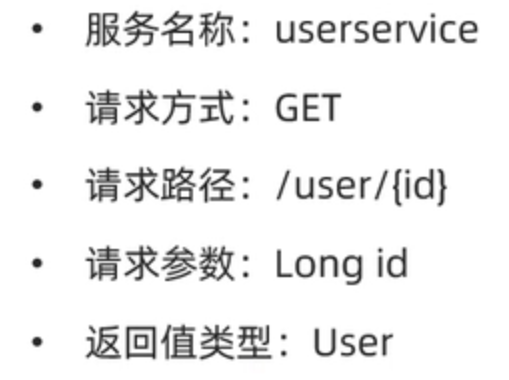 • 服务名称：userservice
• 请求方式：GET
• 请求路径：/user/{id}
• 请求参数：Long id
• 返回值类型：User